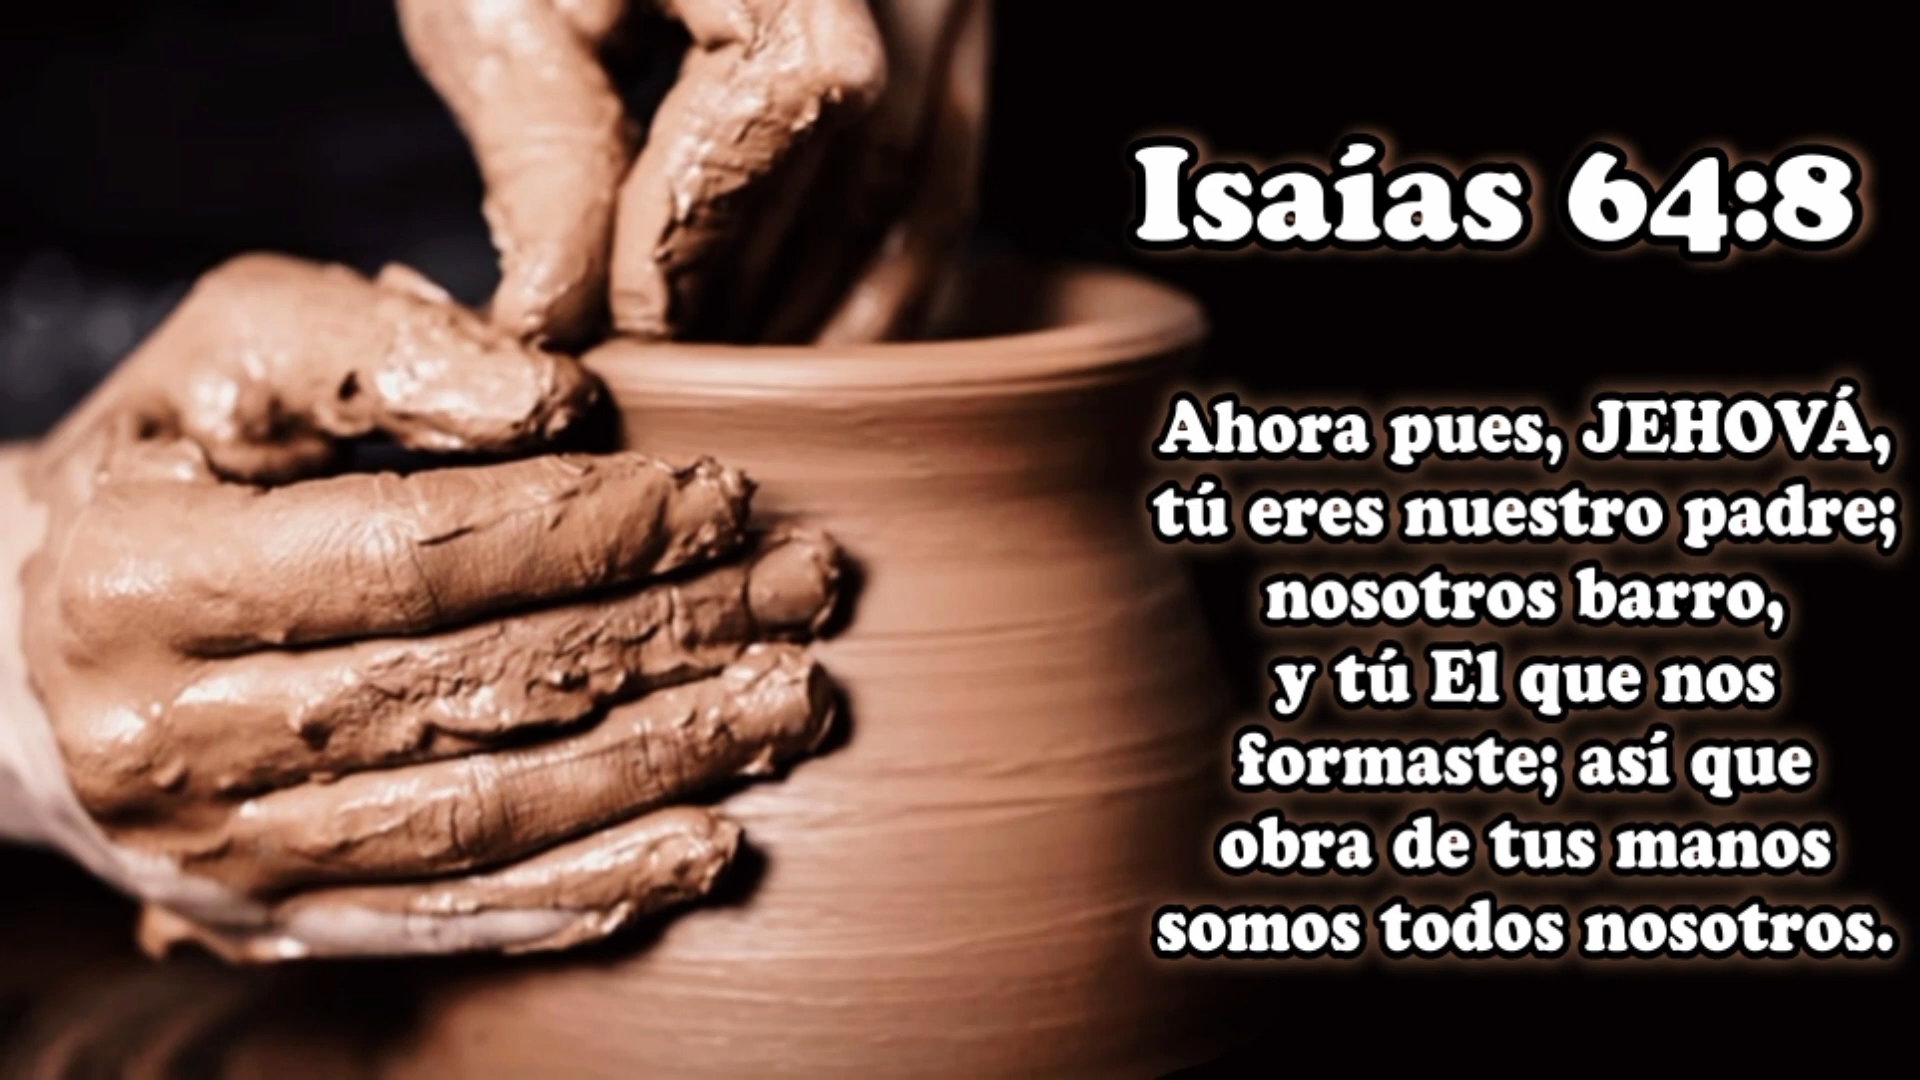 Isaías 64:8
Ahora pues, JEHOVÁ,
tú eres nuestro padre;
nosotros barro,
y tú El que nos
formaste; así que
obra de tus manos
somos todos nosotros.